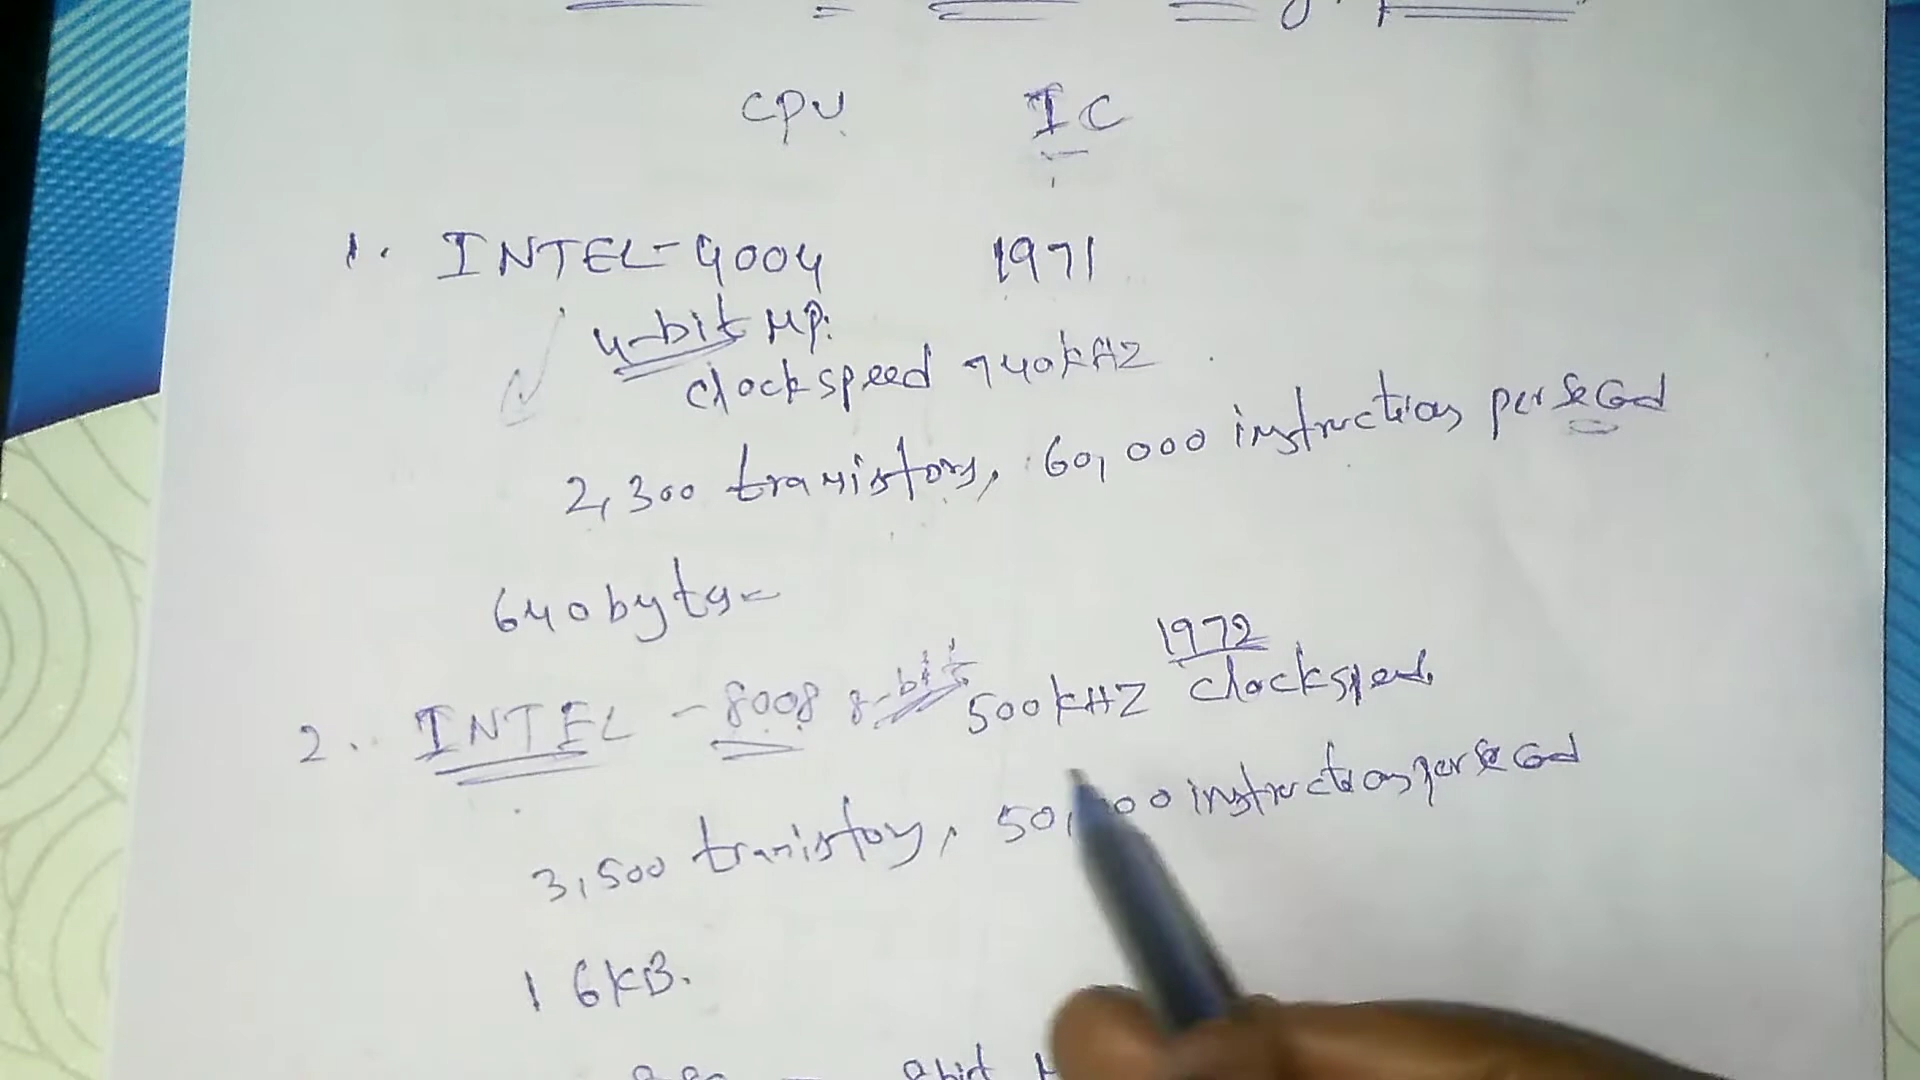 CPU IC
1. INTEL-4004 1971
4-bit MP.
clock speed 740kHZ
2,300 transistors, 60,000 instructions per second
640 bytes
1972
2. INTEL - 8008 8-bit 500kHZ clock speed.
3,500 transistors, 50,000 instructions per second
16KB.